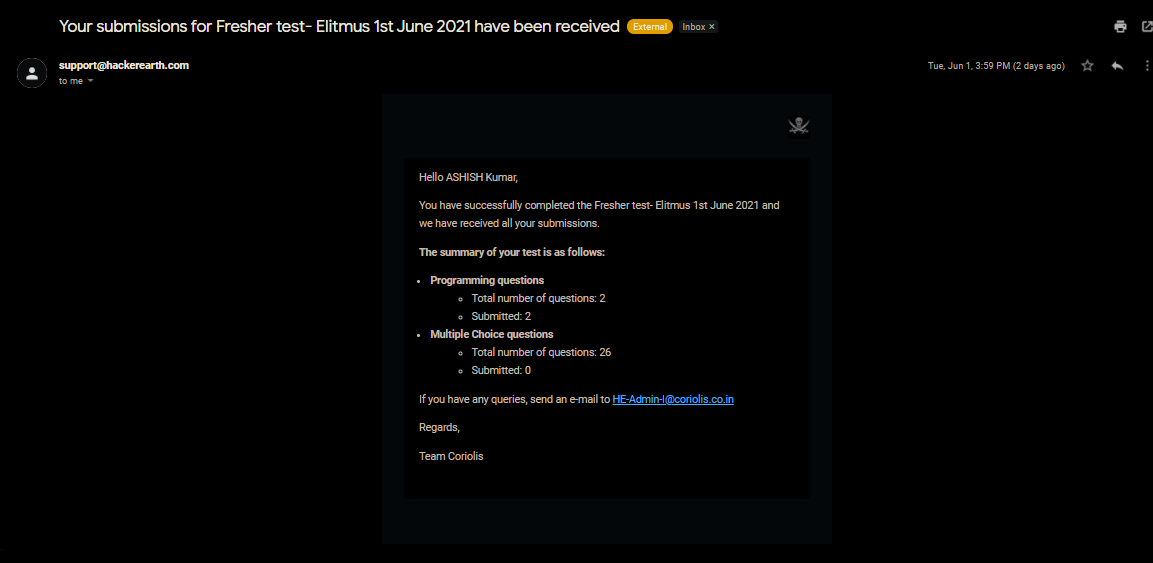 Your submissions for Fresher test- Elitmus 1st June 2021 have been received External Inbox ×
support@hackerearth.com Tue, Jun 1, 3:59 PM (2 days ago)
to me
Hello ASHISH Kumar,
You have successfully completed the Fresher test- Elitmus 1st June 2021 and
we have received all your submissions.
The summary of your test is as follows:
• Programming questions
◦ Total number of questions: 2
◦ Submitted: 2
• Multiple Choice questions
◦ Total number of questions: 26
◦ Submitted: 0
If you have any queries, send an e-mail to HE-Admin-I@coriolis.co.in
Regards,
Team Coriolis